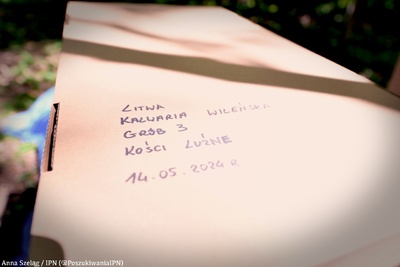 LITWA
KALWARIA WILEŃSKA
GRÓB 3
KOŚCI LUŹNE
14.05.2024 R
Anna Szeląg / IPN (@PoszukiwaniaIPN)